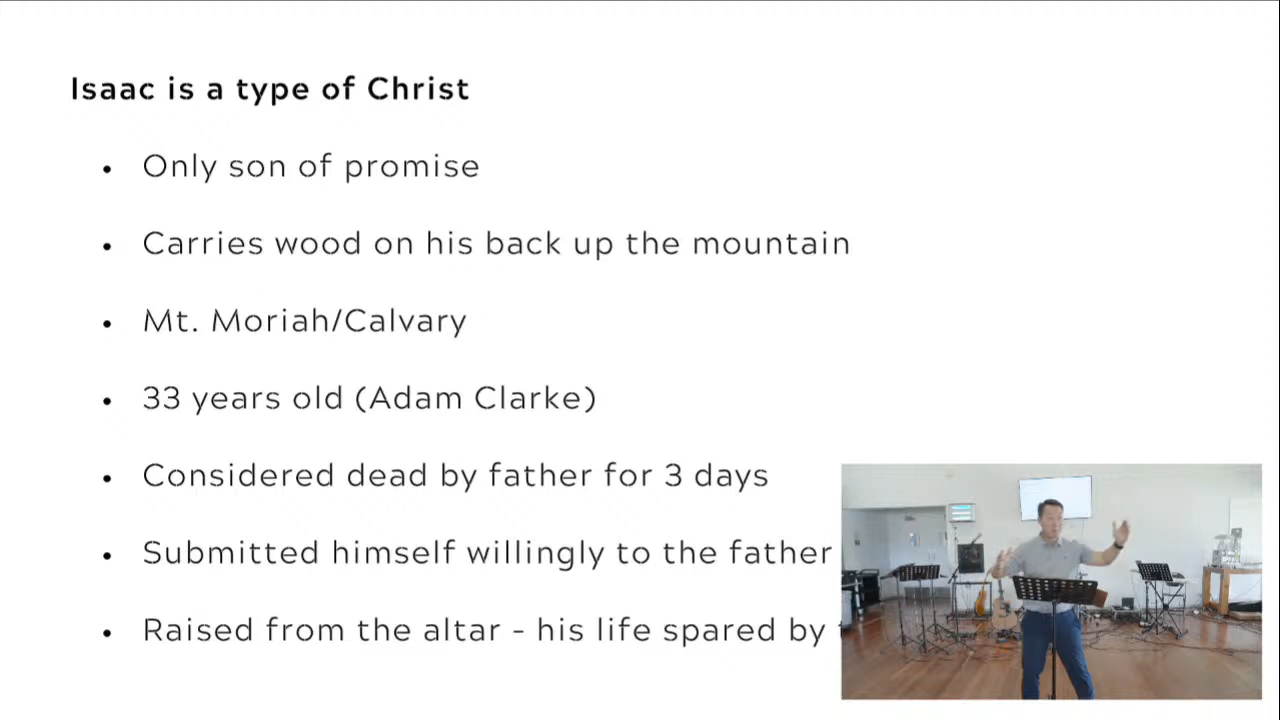 Isaac is a type of Christ
• Only son of promise
• Carries wood on his back up the mountain
• Mt. Moriah/Calvary
• 33 years old (Adam Clarke)
• Considered dead by father for 3 days
• Submitted himself willingly to the father
• Raised from the altar - his life spared by